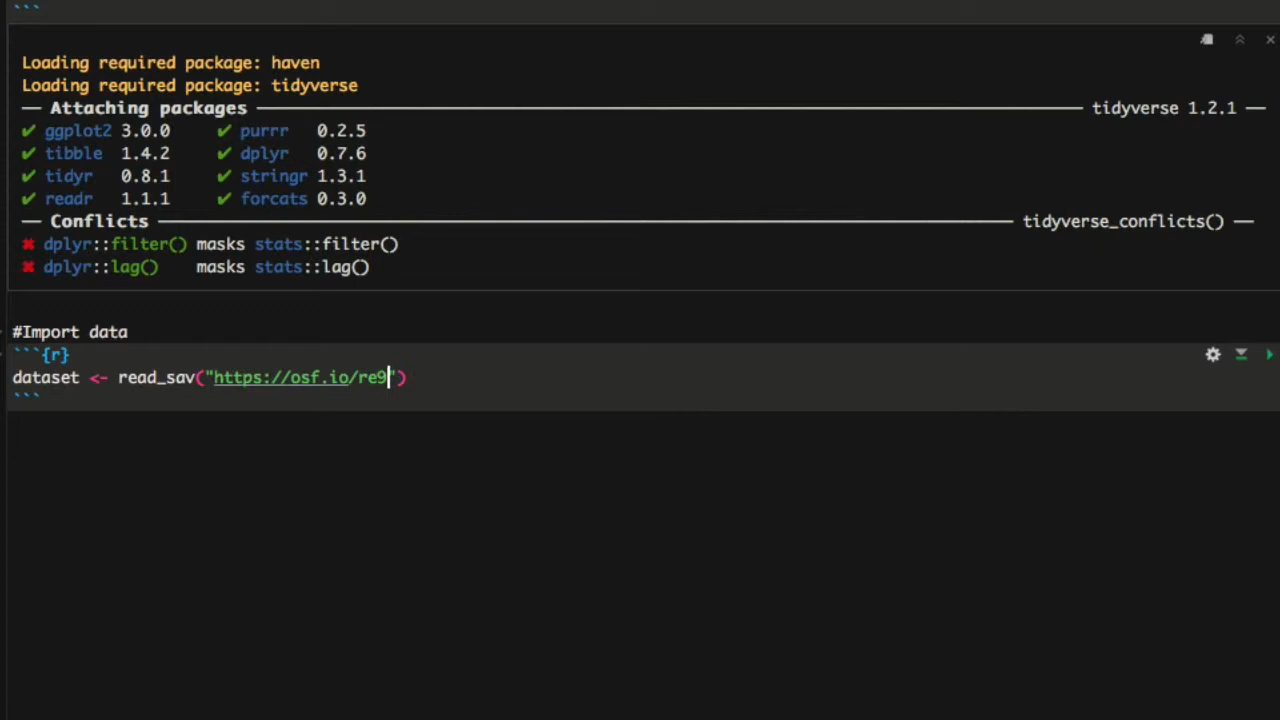 ```
Loading required package: haven
Loading required package: tidyverse
── Attaching packages ──────── tidyverse 1.2.1 ──
✔ ggplot2 3.0.0 ✔ purrr 0.2.5
✔ tibble 1.4.2 ✔ dplyr 0.7.6
✔ tidyr 0.8.1 ✔ stringr 1.3.1
✔ readr 1.1.1 ✔ forcats 0.3.0
── Conflicts ──────── tidyverse_conflicts() ──
✖ dplyr::filter() masks stats::filter()
✖ dplyr::lag() masks stats::lag()
#Import data
```{r}
dataset <- read_sav("https://osf.io/re9")
```